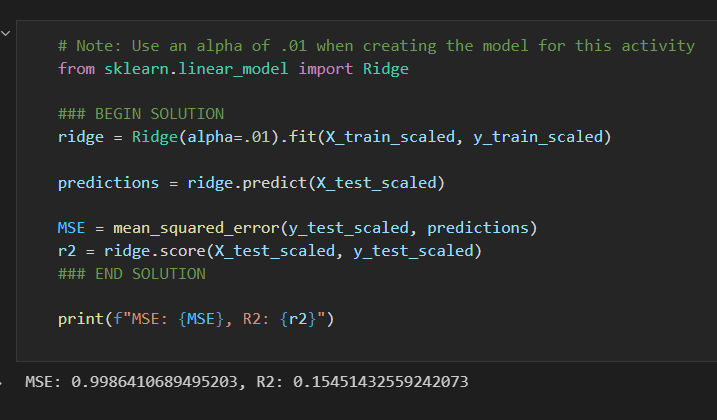 # Note: Use an alpha of .01 when creating the model for this activity
from sklearn.linear_model import Ridge
### BEGIN SOLUTION
ridge = Ridge(alpha=.01).fit(X_train_scaled, y_train_scaled)
predictions = ridge.predict(X_test_scaled)
MSE = mean_squared_error(y_test_scaled, predictions)
r2 = ridge.score(X_test_scaled, y_test_scaled)
### END SOLUTION
print(f"MSE: {MSE}, R2: {r2}")
MSE: 0.9986410689495203, R2: 0.15451432559242073